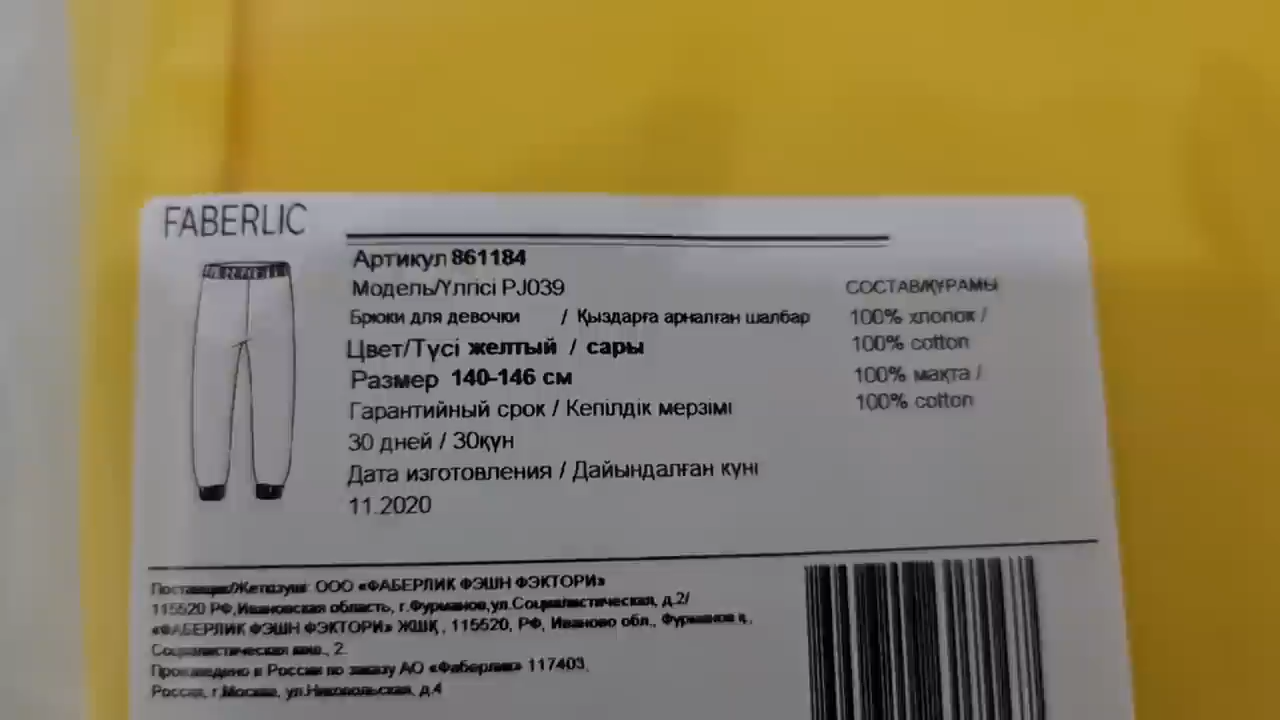 FABERLIC
Артикул 861184
Модель/Үлгісі PJ039
Брюки для девочки / Қыздарға арналған шалбар
Цвет/Түсі желтый / сары
Размер 140-146 см
Гарантийный срок / Кепілдік мерзімі
30 дней / 30күн
Дата изготовления / Дайындалған күні
11.2020
СОСТАВ/ҚҰРАМЫ
100% хлопок /
100% cotton
100% мақта /
100% cotton
Поставщик/Жеткізуші: ООО «ФАБЕРЛИК ФЭШН ФЭКТОРИ»
115520 РФ,Ивановская область, г.Фурманов,ул.Социалистическая, д.2/
«ФАБЕРЛИК ФЭШН ФЭКТОРИ» ЖШҚ , 115520, РФ, Иваново обл., Фурманов қ.,
Социалистическая көш., 2.
Произведено в России по заказу АО «Фаберлик» 117403,
Россия, г.Москва, ул.Никопольская, д.4